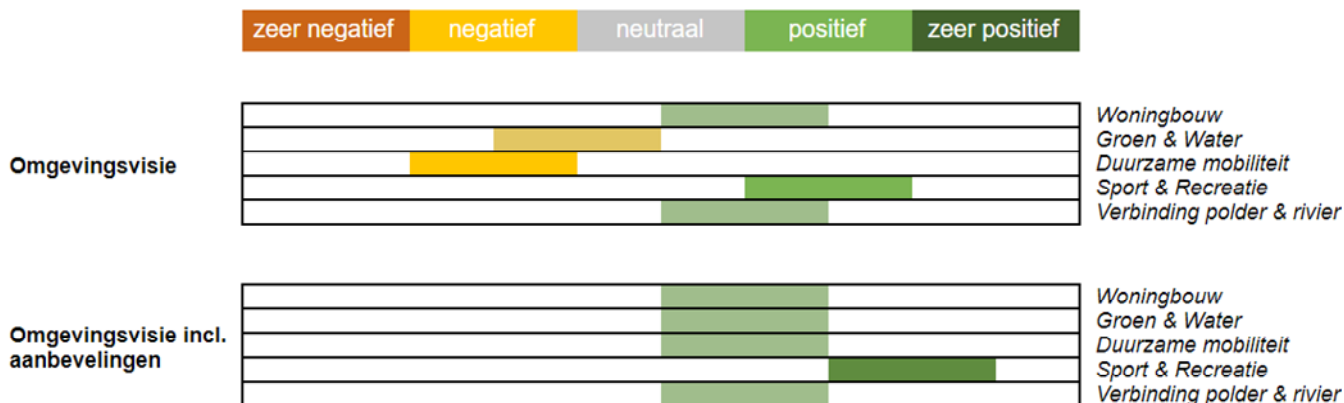 zeer negatief negatief neutraal positief zeer positief
Omgevingsvisie
Woningbouw
Groen & Water
Duurzame mobiliteit
Sport & Recreatie
Verbinding polder & rivier
Omgevingsvisie incl.
aanbevelingen
Woningbouw
Groen & Water
Duurzame mobiliteit
Sport & Recreatie
Verbinding polder & rivier